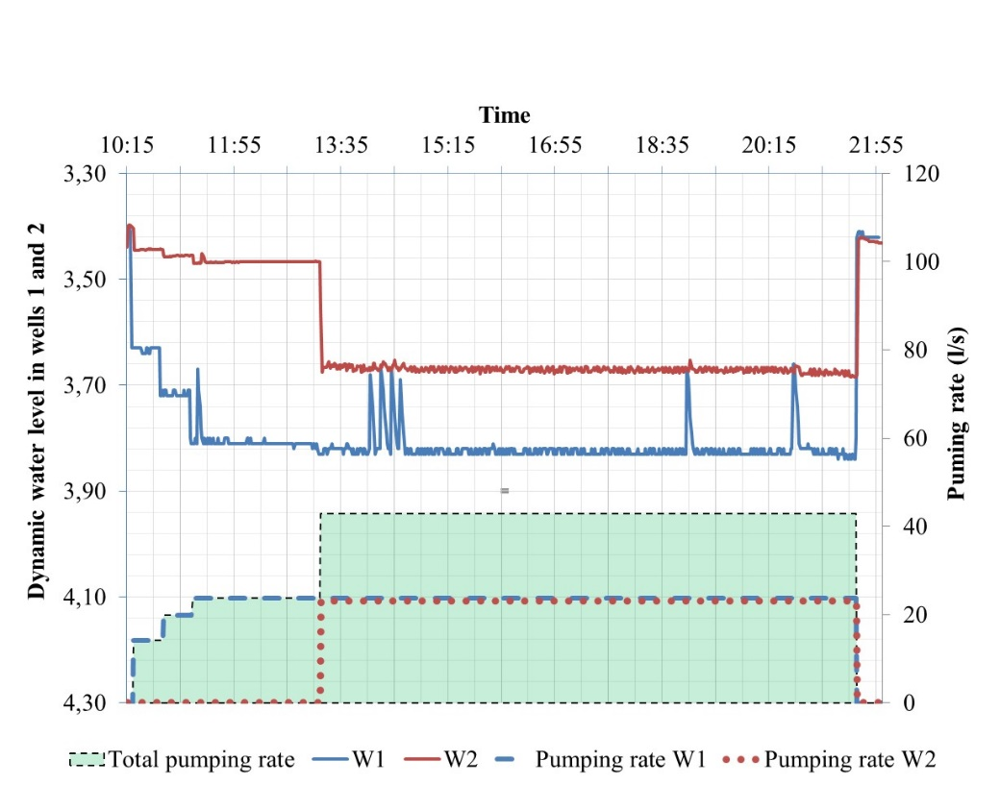 Time
10:15 11:55 13:35 15:15 16:55 18:35 20:15 21:55
3,30 120
100
3,50
80
3,70
60
3,90
40
4,10
20
4,30 0
Dynamic water level in wells 1 and 2
Puming rate (l/s)
Total pumping rate W1 W2 Pumping rate W1 Pumping rate W2